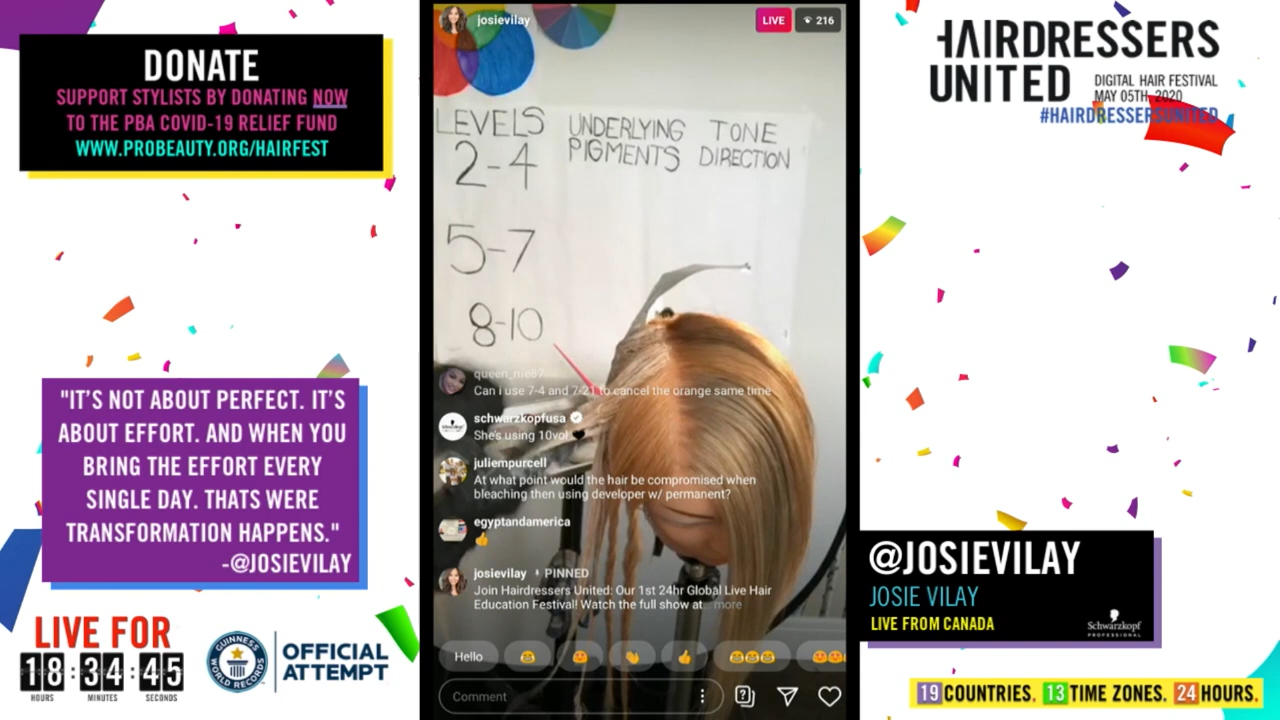 DONATE
SUPPORT STYLISTS BY DONATING NOW
TO THE PBA COVID-19 RELIEF FUND
WWW.PROBEAUTY.ORG/HAIRFEST
"IT'S NOT ABOUT PERFECT. IT'S
ABOUT EFFORT. AND WHEN YOU
BRING THE EFFORT EVERY
SINGLE DAY. THATS WERE
TRANSFORMATION HAPPENS."
-@JOSIEVILAY
LIVE FOR
18:34:45
HOURS MINUTES SECONDS
GUINNESS WORLD RECORDS
OFFICIAL
ATTEMPT
josievilay
LIVE 216
LEVELS UNDERLYING TONE
PIGMENTS DIRECTION
2-4
5-7
8-10
queen_me87
Can i use 7-4 and 7-21 to cancel the orange same time
schwarzkopfusa
She's using 10vol
juliempurcell
At what point would the hair be compromised when
bleaching then using developer w/ permanent?
egyptandamerica
josievilay PINNED
Join Hairdressers United: Our 1st 24hr Global Live Hair
Education Festival! Watch the full show at... more
Hello
Comment
HAIRDRESSERS
UNITED
DIGITAL HAIR FESTIVAL
MAY 05TH, 2020
#HAIRDRESSERSUNITED
@JOSIEVILAY
JOSIE VILAY
LIVE FROM CANADA
Schwarzkopf
PROFESSIONAL
19 COUNTRIES. 13 TIME ZONES. 24 HOURS.